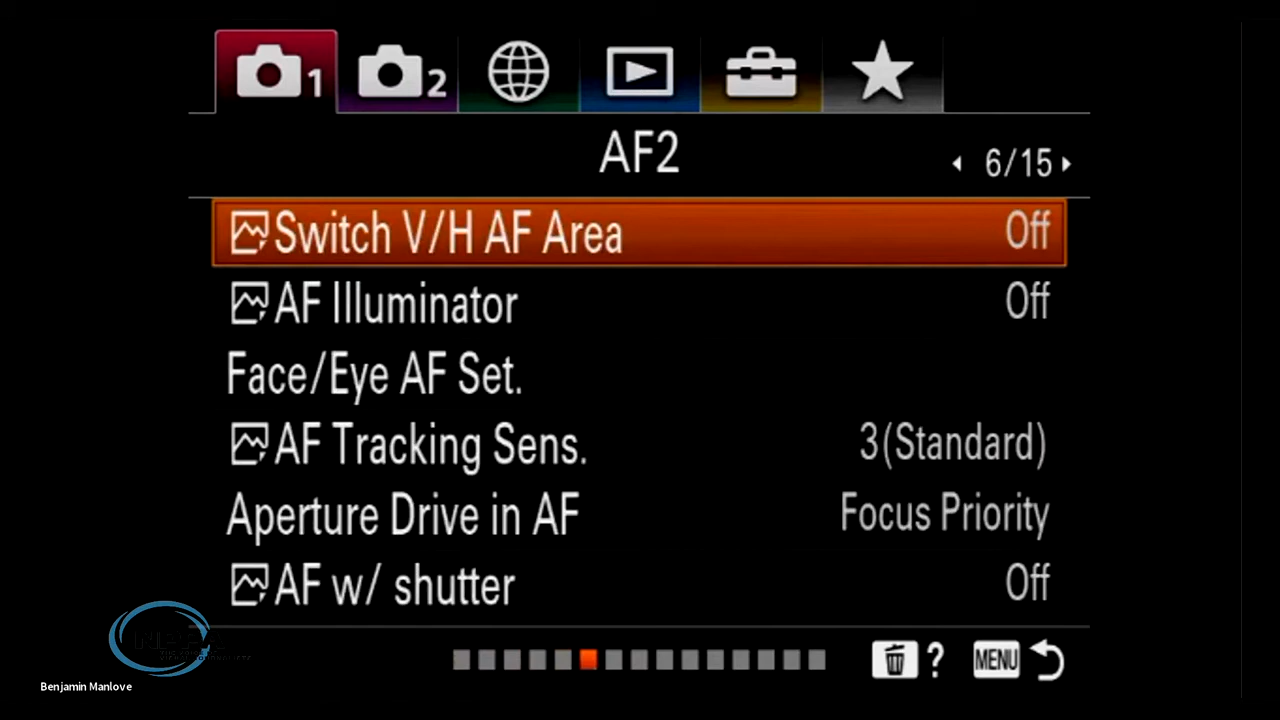 1 2
AF2
6/15
Switch V/H AF Area Off
AF Illuminator Off
Face/Eye AF Set.
AF Tracking Sens. 3(Standard)
Aperture Drive in AF Focus Priority
AF w/ shutter Off
? MENU
Benjamin Manlove